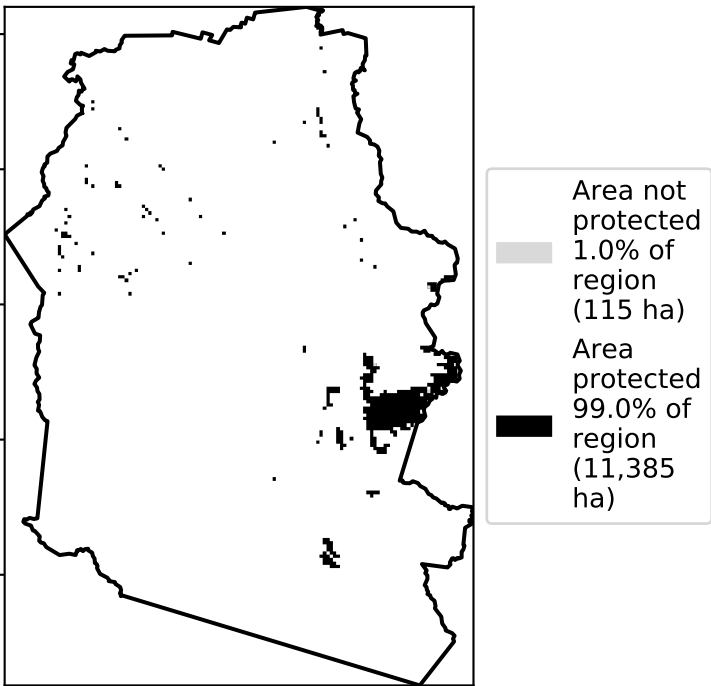 Area not
protected
1.0% of
region
(115 ha)
Area
protected
99.0% of
region
(11,385
ha)